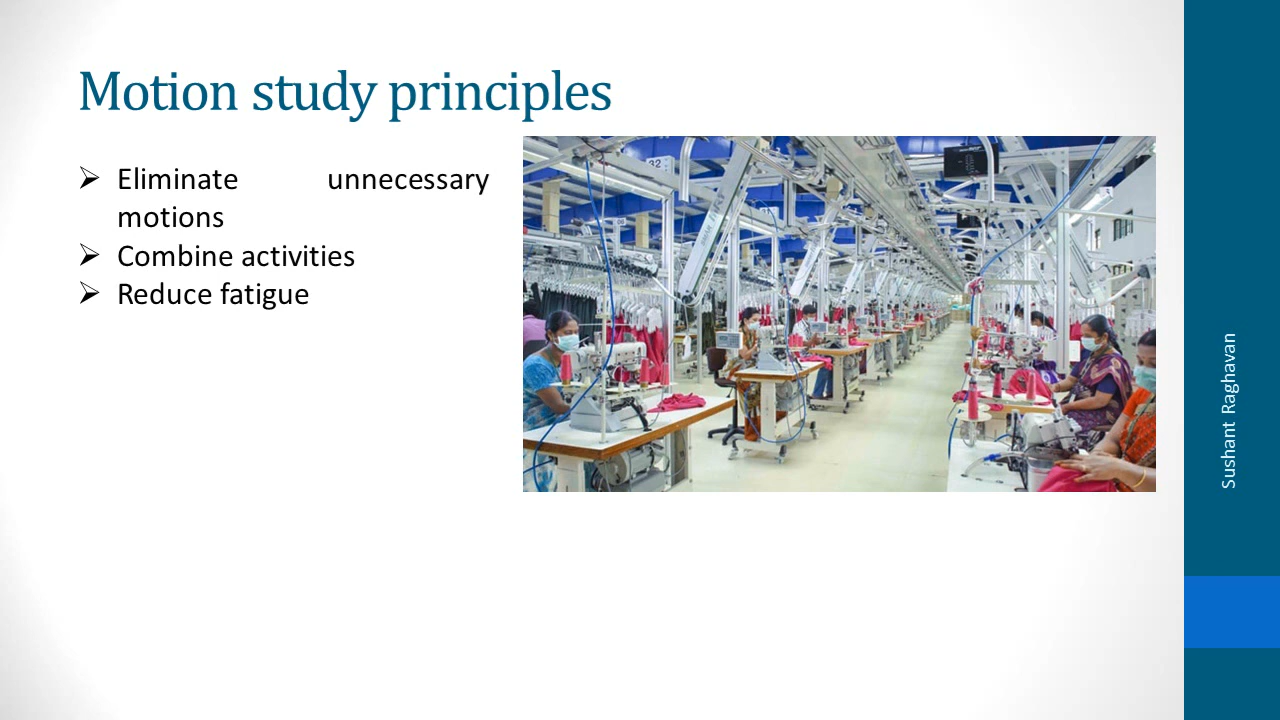 Motion study principles
Eliminate unnecessary
motions
Combine activities
Reduce fatigue
32
Sushant Raghavan